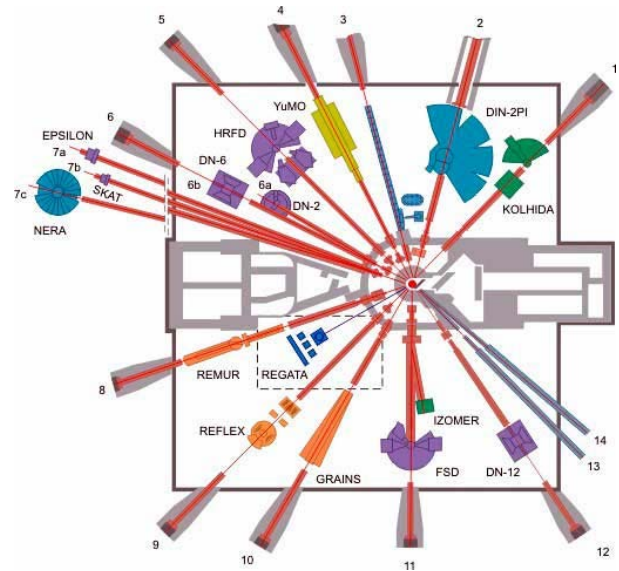 5
4
3
2
1
YuMO
DIN-2PI
HRFD
6
EPSILON
DN-6
7a
6b
6a
7b
SKAT
DN-2
7c
KOLHIDA
NERA
REMUR
REGATA
8
IZOMER
REFLEX
14
FSD
DN-12
13
GRAINS
9
10
11
12